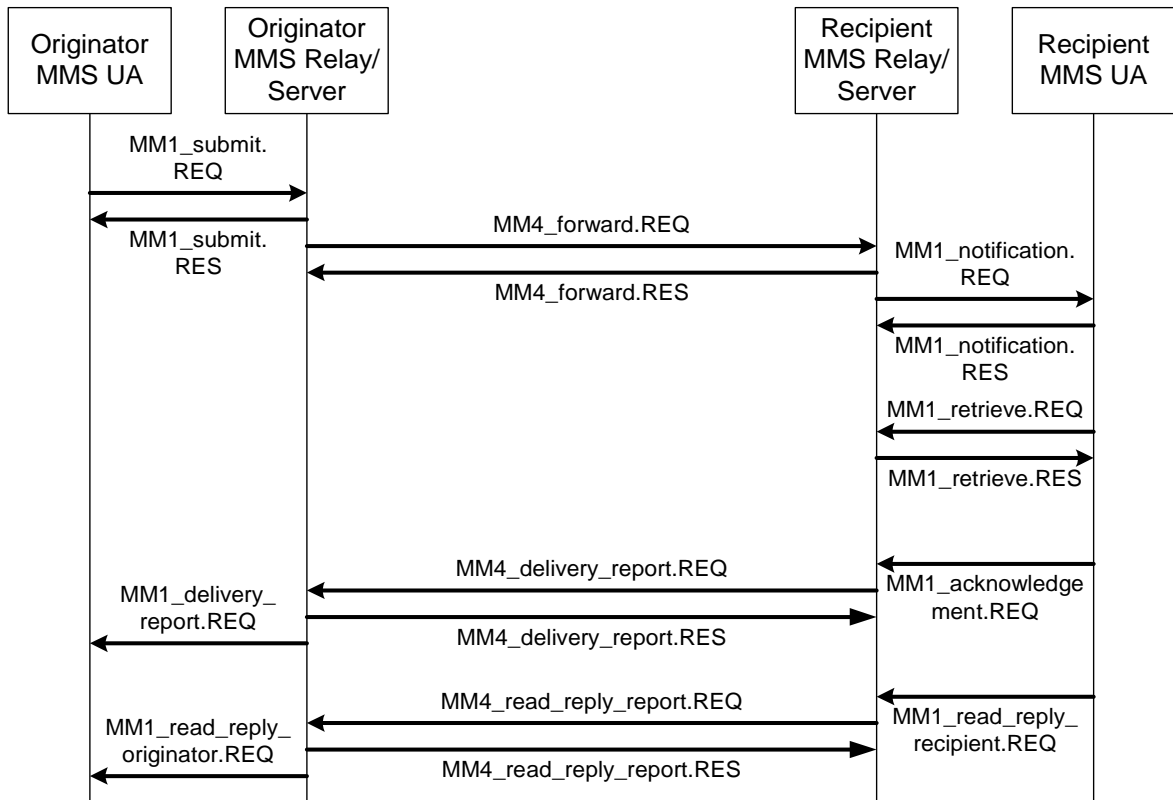 Originator
MMS UA
Originator
MMS Relay/
Server
Recipient
MMS Relay/
Server
Recipient
MMS UA
MM1_submit.
REQ
MM1_submit.
RES
MM4_forward.REQ
MM4_forward.RES
MM1_notification.
REQ
MM1_notification.
RES
MM1_retrieve.REQ
MM1_retrieve.RES
MM4_delivery_report.REQ
MM1_acknowledge
ment.REQ
MM1_delivery_
report.REQ
MM4_delivery_report.RES
MM4_read_reply_report.REQ
MM1_read_reply_
recipient.REQ
MM1_read_reply_
originator.REQ
MM4_read_reply_report.RES